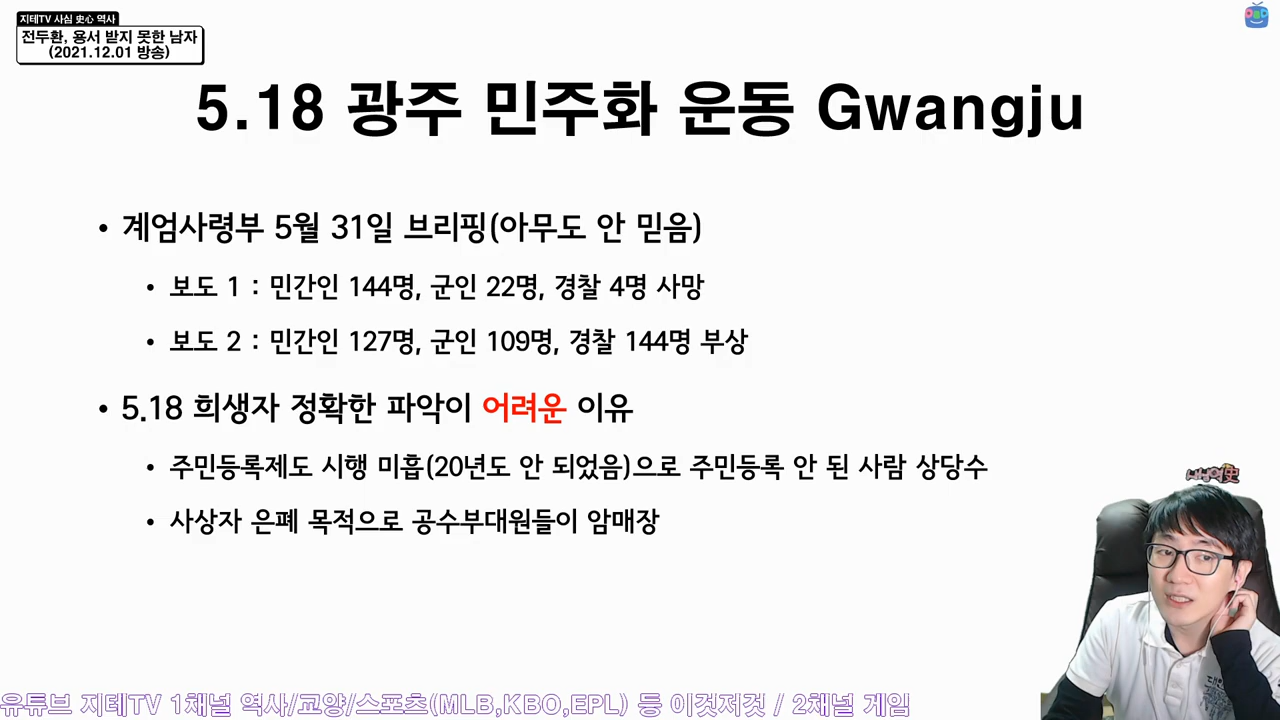 지테TV 사심 史心 역사
전두환, 용서 받지 못한 남자
(2021.12.01 방송)
5.18 광주 민주화 운동 Gwangju
• 계엄사령부 5월 31일 브리핑(아무도 안 믿음)
• 보도 1 : 민간인 144명, 군인 22명, 경찰 4명 사망
• 보도 2 : 민간인 127명, 군인 109명, 경찰 144명 부상
• 5.18 희생자 정확한 파악이 어려운 이유
• 주민등록제도 시행 미흡(20년도 안 되었음)으로 주민등록 안 된 사람 상당수
• 사상자 은폐 목적으로 공수부대원들이 암매장
유튜브 지테TV 1채널 역사/교양/스포츠(MLB,KBO,EPL) 등 이것저것 / 2채널 게임